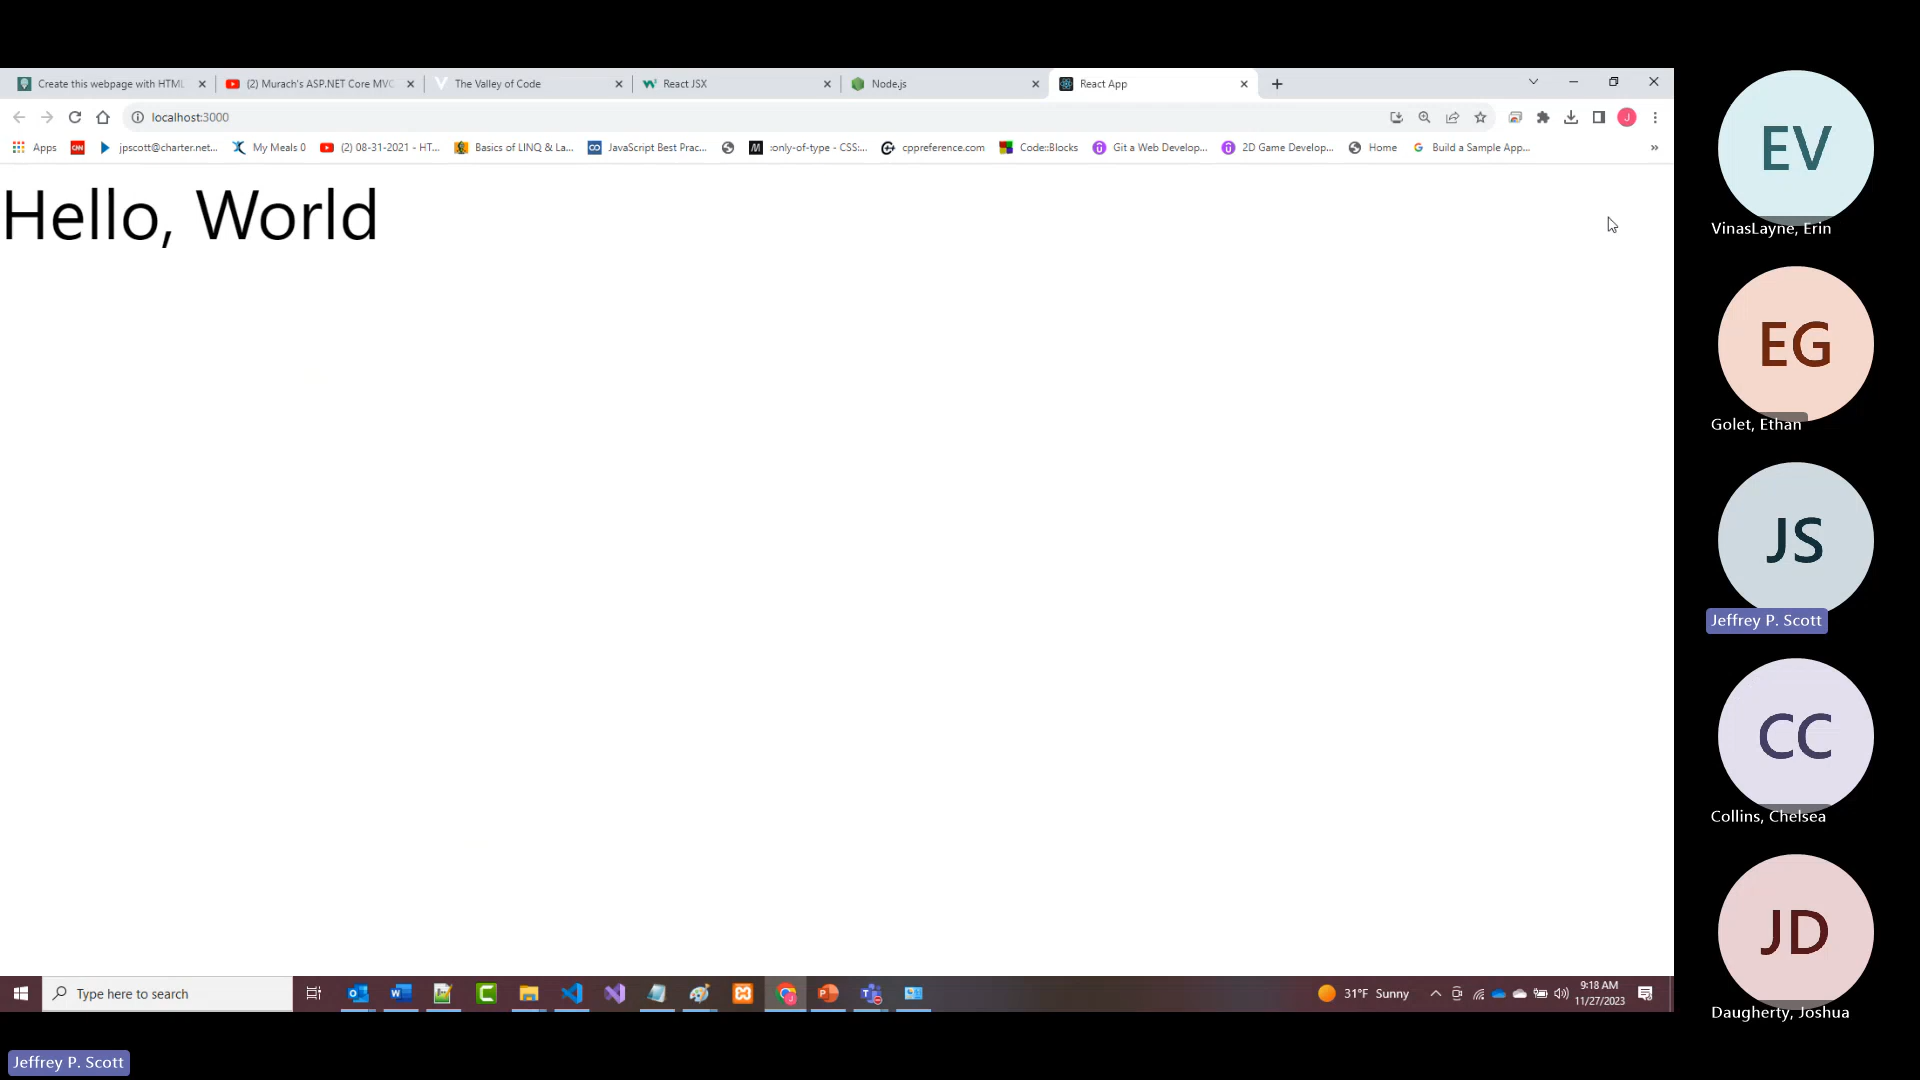 Create this webpage with HTML
(2) Murach's ASP.NET Core MVC
The Valley of Code
React JSX
Node.js
React App
localhost:3000
J
Apps
CNN
jpscott@charter.net...
My Meals 0
(2) 08-31-2021 - HT...
Basics of LINQ & La...
JavaScript Best Prac...
:only-of-type - CSS:...
cppreference.com
Code::Blocks
Git a Web Develop...
2D Game Develop...
Home
Build a Sample App...
»
Hello, World
EV
VinasLayne, Erin
EG
Golet, Ethan
JS
Jeffrey P. Scott
CC
Collins, Chelsea
JD
Daugherty, Joshua
Type here to search
31°F Sunny
9:18 AM
11/27/2023
Jeffrey P. Scott